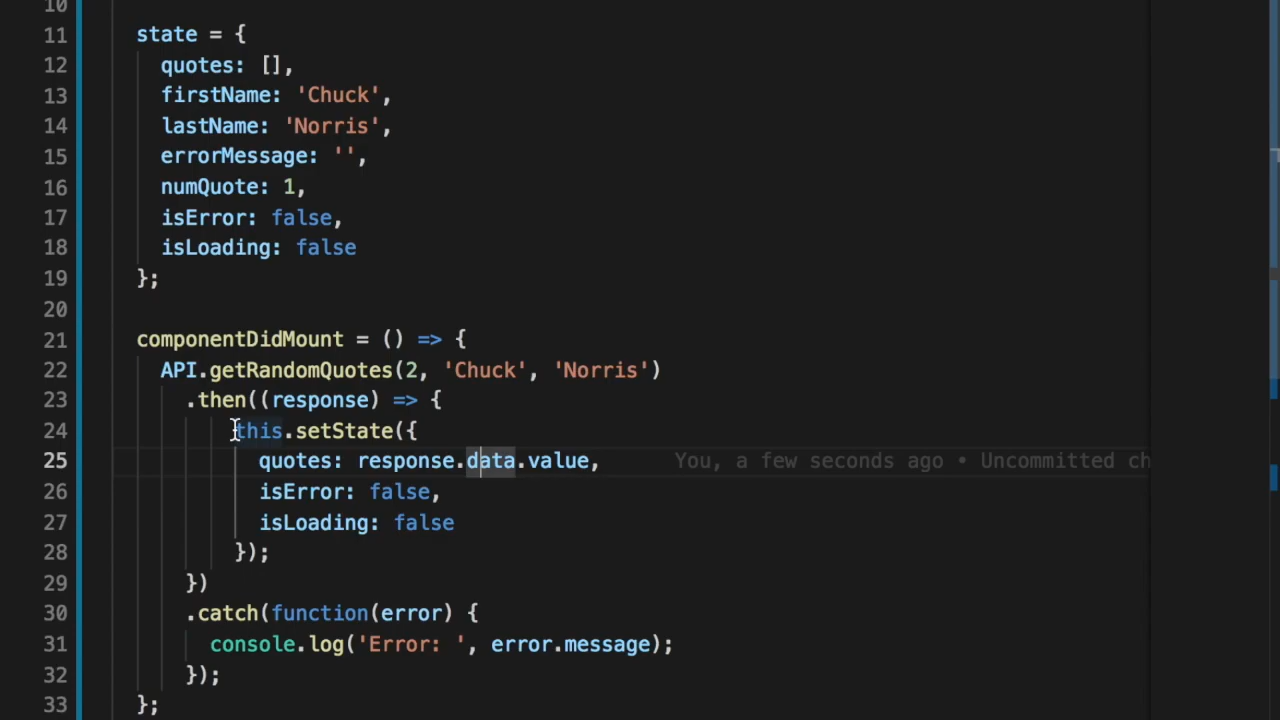 10
11 state = {
12 quotes: [],
13 firstName: 'Chuck',
14 lastName: 'Norris',
15 errorMessage: '',
16 numQuote: 1,
17 isError: false,
18 isLoading: false
19 };
20
21 componentDidMount = () => {
22 API.getRandomQuotes(2, 'Chuck', 'Norris')
23 .then((response) => {
24 this.setState({
25 quotes: response.data.value, You, a few seconds ago • Uncommitted ch
26 isError: false,
27 isLoading: false
28 });
29 })
30 .catch(function(error) {
31 console.log('Error: ', error.message);
32 });
33 };